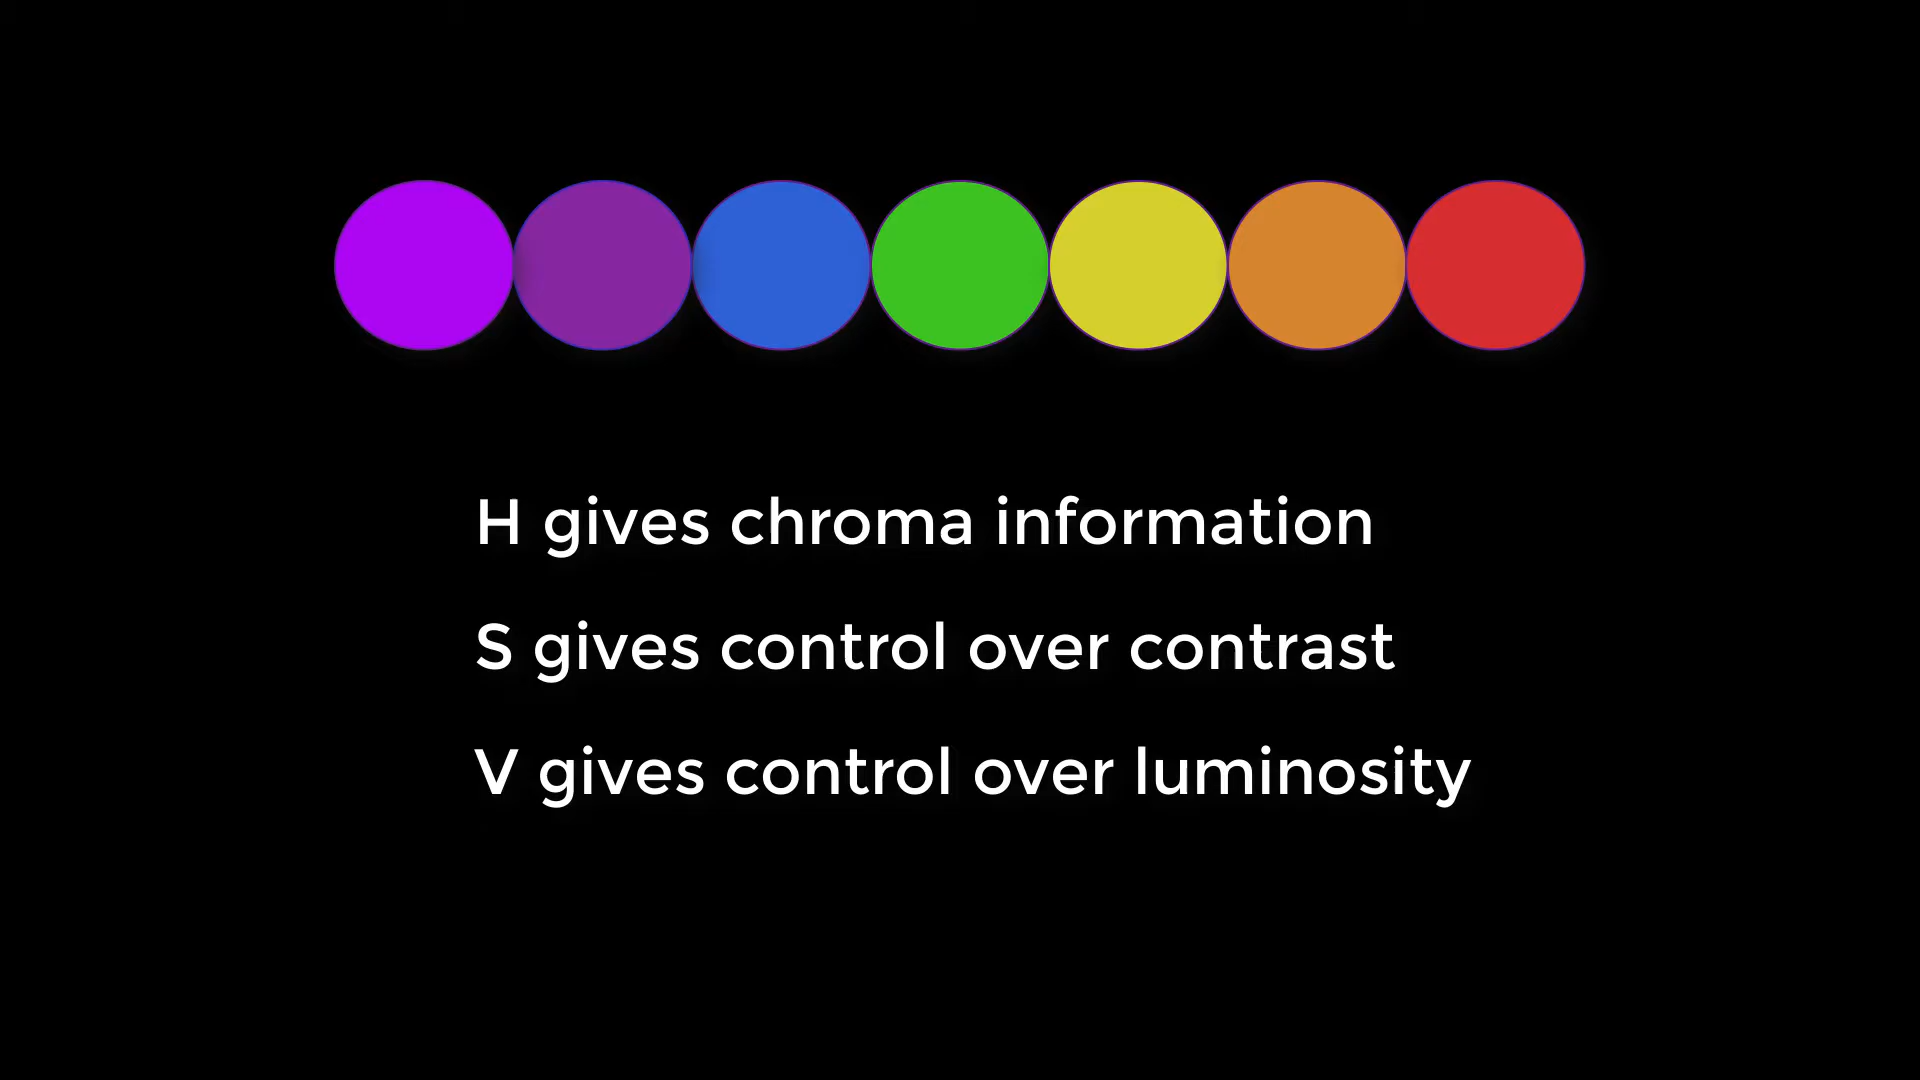 H gives chroma information
S gives control over contrast
V gives control over luminosity